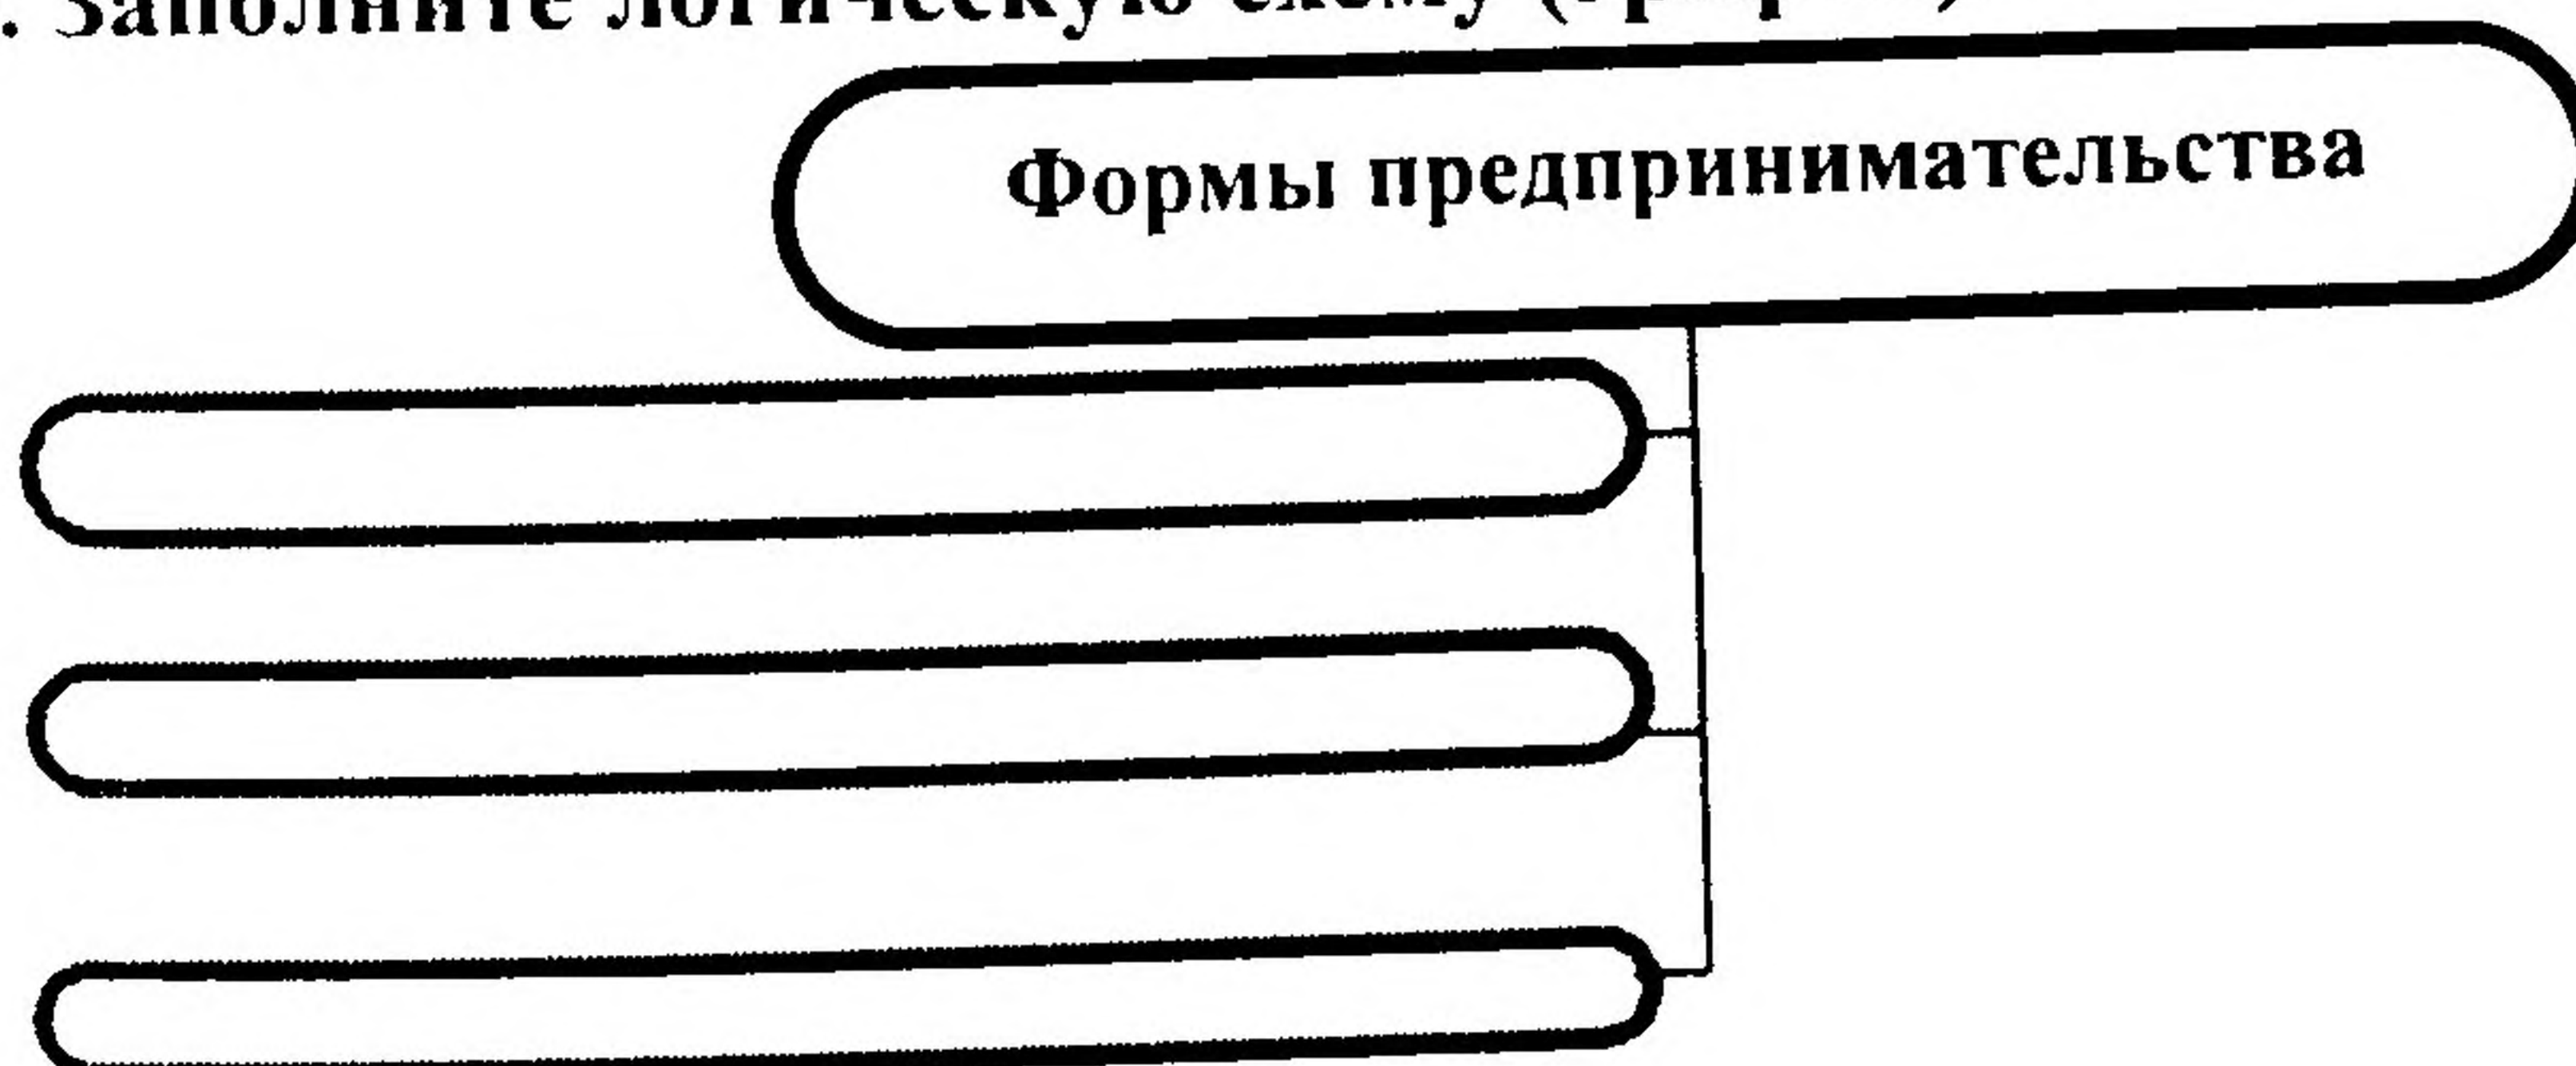 . Заполните логическую схему
Формы предпринимательства